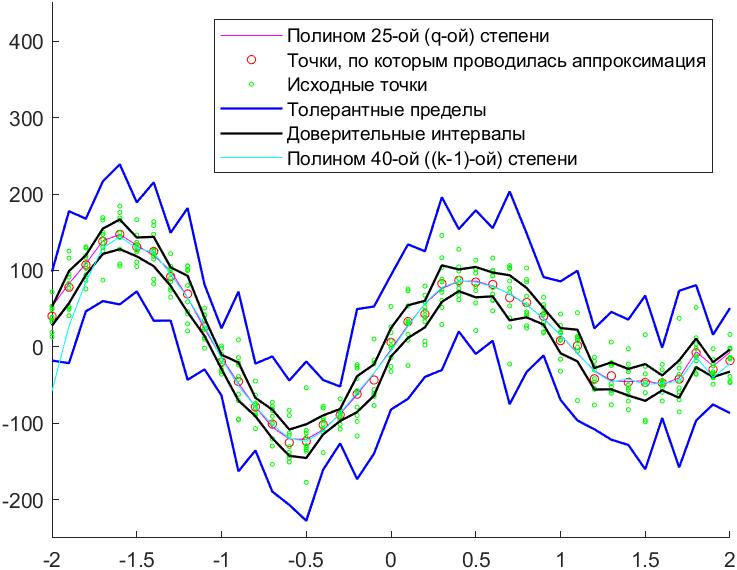 400
300
200
100
0
-100
-200
-2
-1.5
-1
-0.5
0
0.5
1
1.5
2
Полином 25-ой (q-ой) степени
Точки, по которым проводилась аппроксимация
Исходные точки
Толерантные пределы
Доверительные интервалы
Полином 40-ой ((k-1)-ой) степени